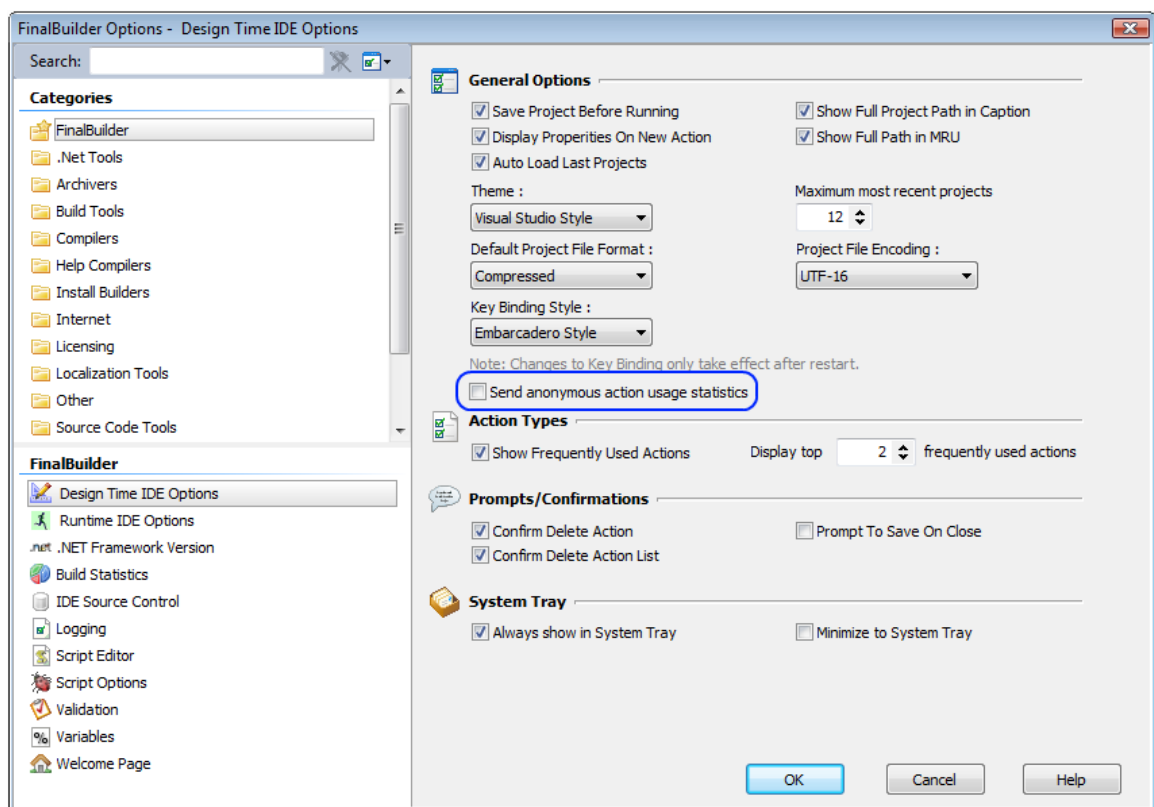 FinalBuilder Options - Design Time IDE Options
Search:
Categories
FinalBuilder
.Net Tools
Archivers
Build Tools
Compilers
Help Compilers
Install Builders
Internet
Licensing
Localization Tools
Other
Source Code Tools
FinalBuilder
Design Time IDE Options
Runtime IDE Options
.net .NET Framework Version
Build Statistics
IDE Source Control
Logging
Script Editor
Script Options
Validation
% Variables
Welcome Page
General Options
Save Project Before Running Show Full Project Path in Caption
Display Properities On New Action Show Full Path in MRU
Auto Load Last Projects
Theme : Maximum most recent projects
Visual Studio Style 12
Default Project File Format : Project File Encoding :
Compressed UTF-16
Key Binding Style :
Embarcadero Style
Note: Changes to Key Binding only take effect after restart.
Send anonymous action usage statistics
Action Types
Show Frequently Used Actions Display top 2 frequently used actions
Prompts/Confirmations
Confirm Delete Action Prompt To Save On Close
Confirm Delete Action List
System Tray
Always show in System Tray Minimize to System Tray
OK Cancel Help